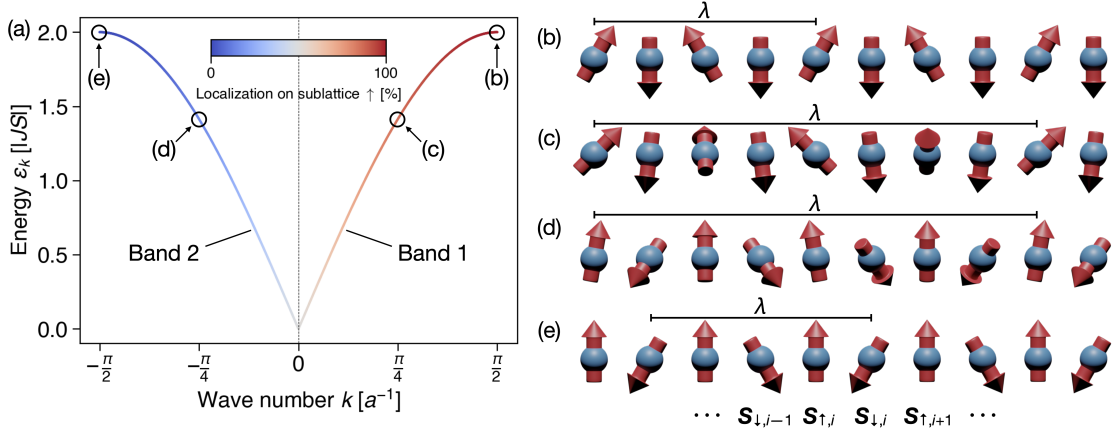 (a)
2.0
1.5
1.0
0.5
0.0
Energy εₖ [|JS|]
0
100
Localization on sublattice ↑ [%]
(e)
(b)
(d)
(c)
Band 2
Band 1
−π/2
−π/4
0
π/4
π/2
Wave number k [a⁻¹]
(b)
λ
(c)
λ
(d)
λ
(e)
λ
··· S↓,i−1 S↑,i S↓,i S↑,i+1 ···